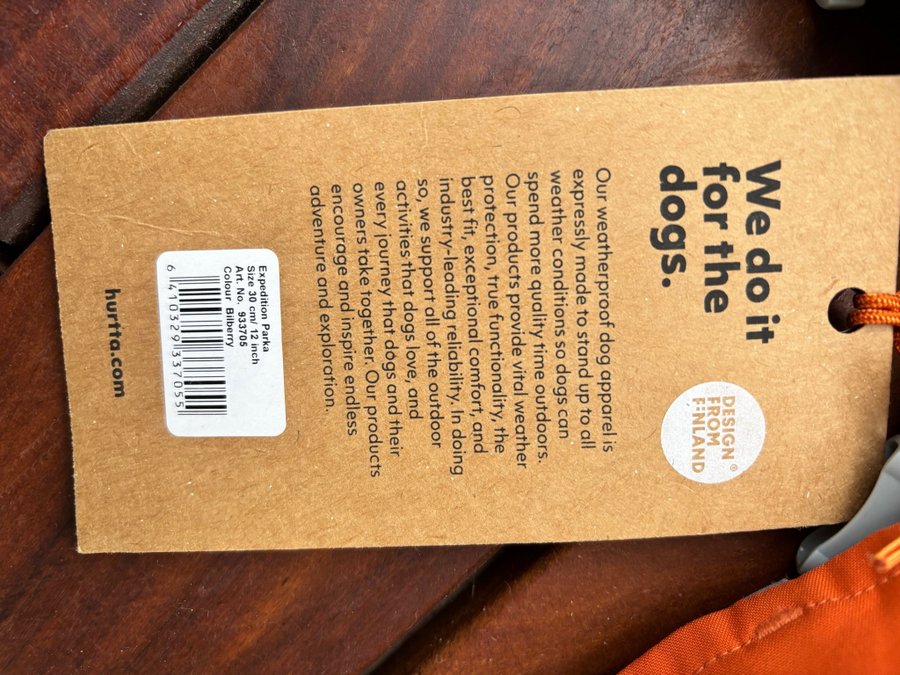 We do it
for the
dogs.
DESIGN
FROM
FINLAND
®
Our weatherproof dog apparel is
expressly made to stand up to all
weather conditions so dogs can
spend more quality time outdoors.
Our products provide vital weather
protection, true functionality, the
best fit, exceptional comfort, and
industry-leading reliability. In doing
so, we support all of the outdoor
activities that dogs love, and
every journey that dogs and their
owners take together. Our products
encourage and inspire endless
adventure and exploration.
Expedition Parka
Size 30 cm/ 12 inch
Art. No. 933705
Colour Bilberry
6 410329 337055
hurtta.com